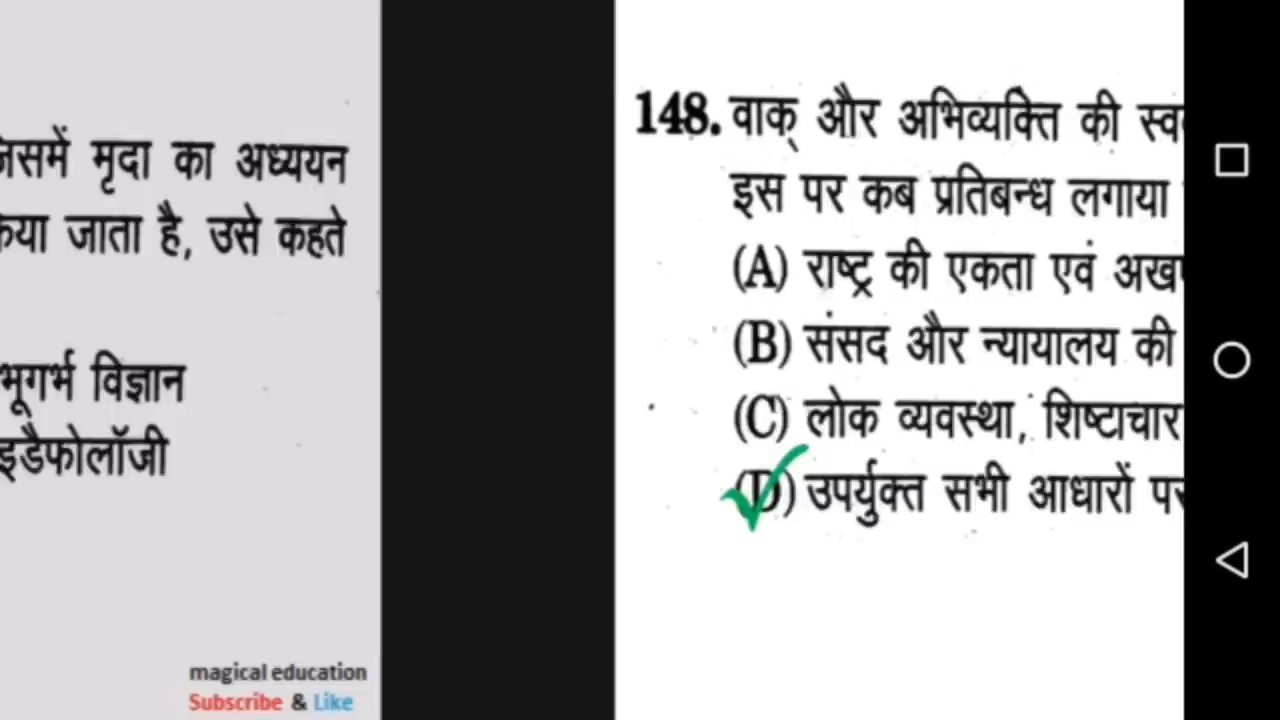 मृदा का अध्ययन
जाता है, उसे कहते
भूगर्भ विज्ञान
इडैफोलॉजी
magical education
Subscribe & Like
148. वाक् और अभिव्यक्ति की
इस पर कब प्रतिबन्ध लगाया
(A) राष्ट्र की एकता एवं
(B) संसद और न्यायालय की
(C) लोक व्यवस्था, शिष्टाचार
(D) उपर्युक्त सभी आधारों